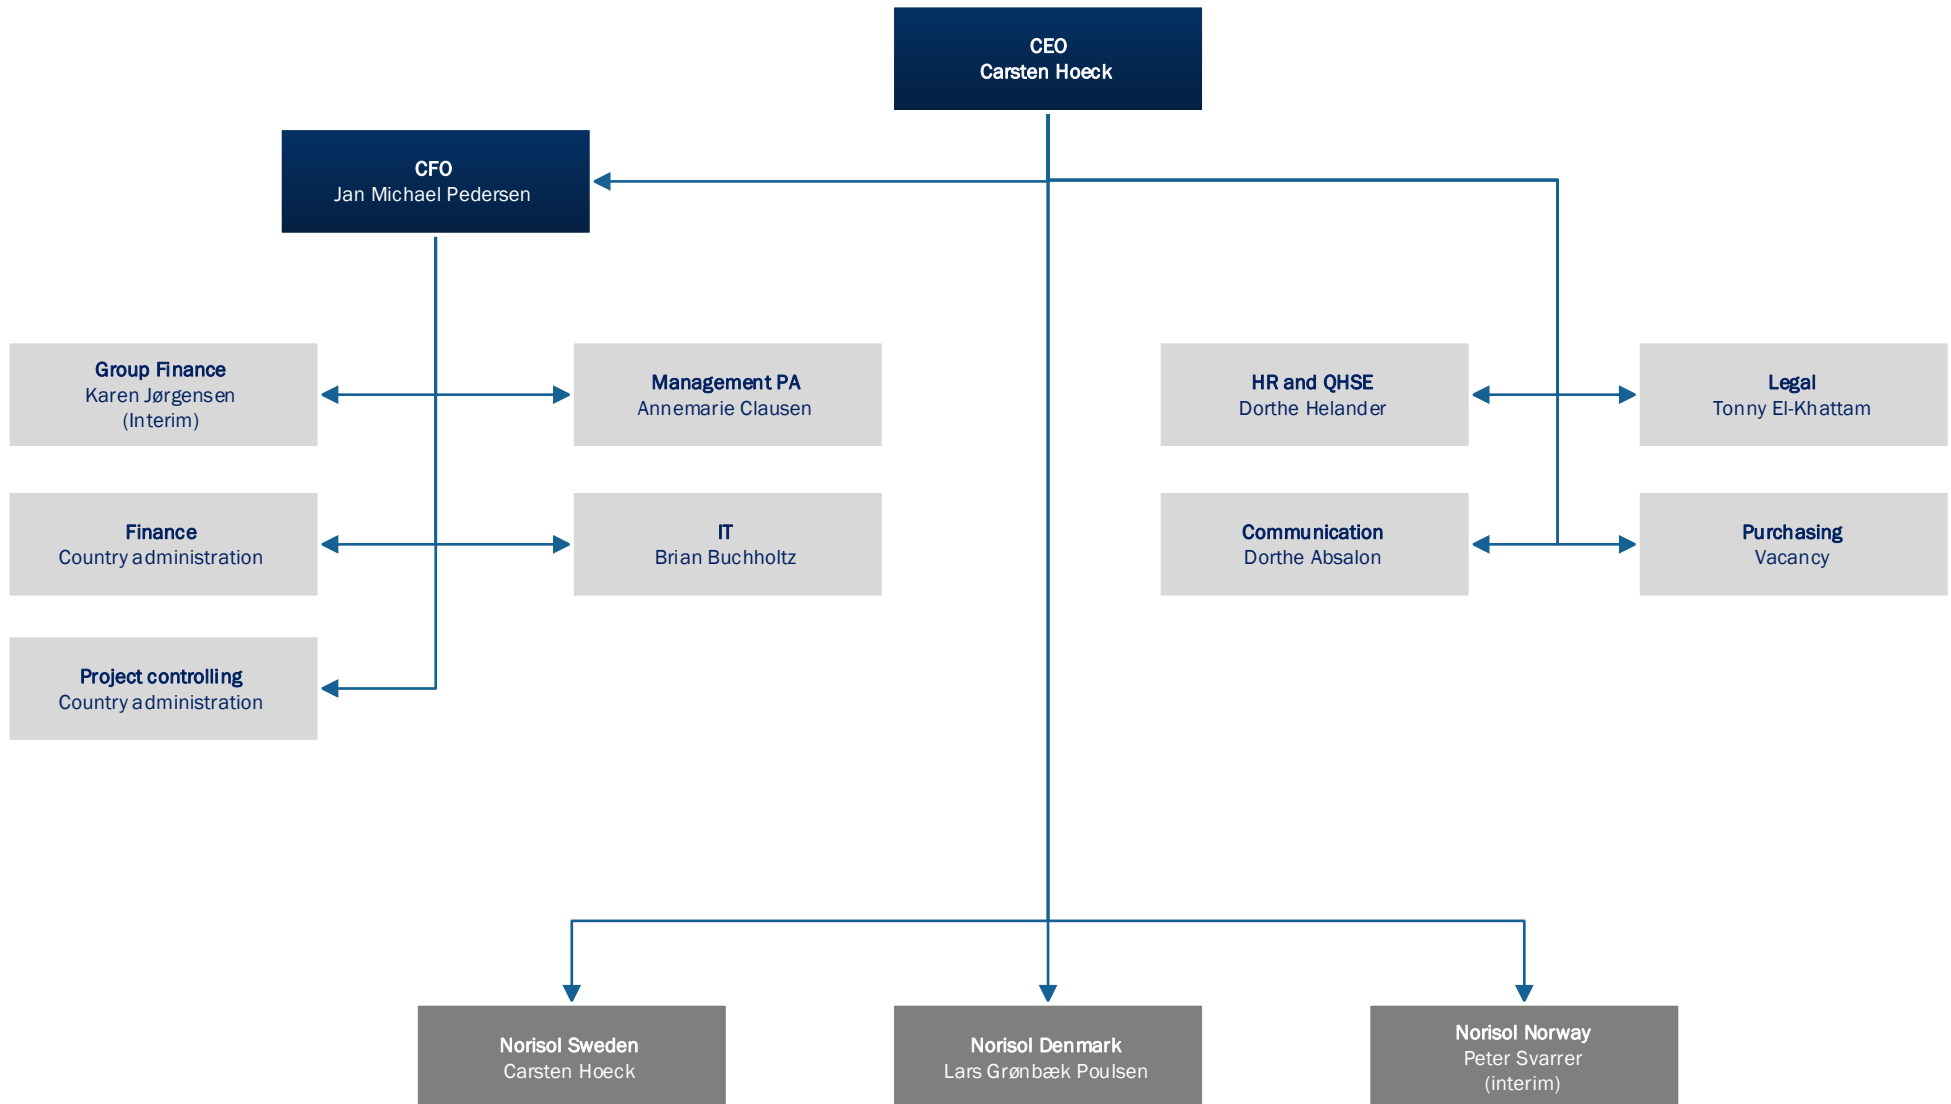 CEO
Carsten Hoeck
CFO
Jan Michael Pedersen
Group Finance
Karen Jørgensen
(Interim)
Management PA
Annemarie Clausen
HR and QHSE
Dorthe Helander
Legal
Tonny El-Khattam
Finance
Country administration
IT
Brian Buchholtz
Communication
Dorthe Absalon
Purchasing
Vacancy
Project controlling
Country administration
Norisol Sweden
Carsten Hoeck
Norisol Denmark
Lars Grønbæk Poulsen
Norisol Norway
Peter Svarrer
(interim)